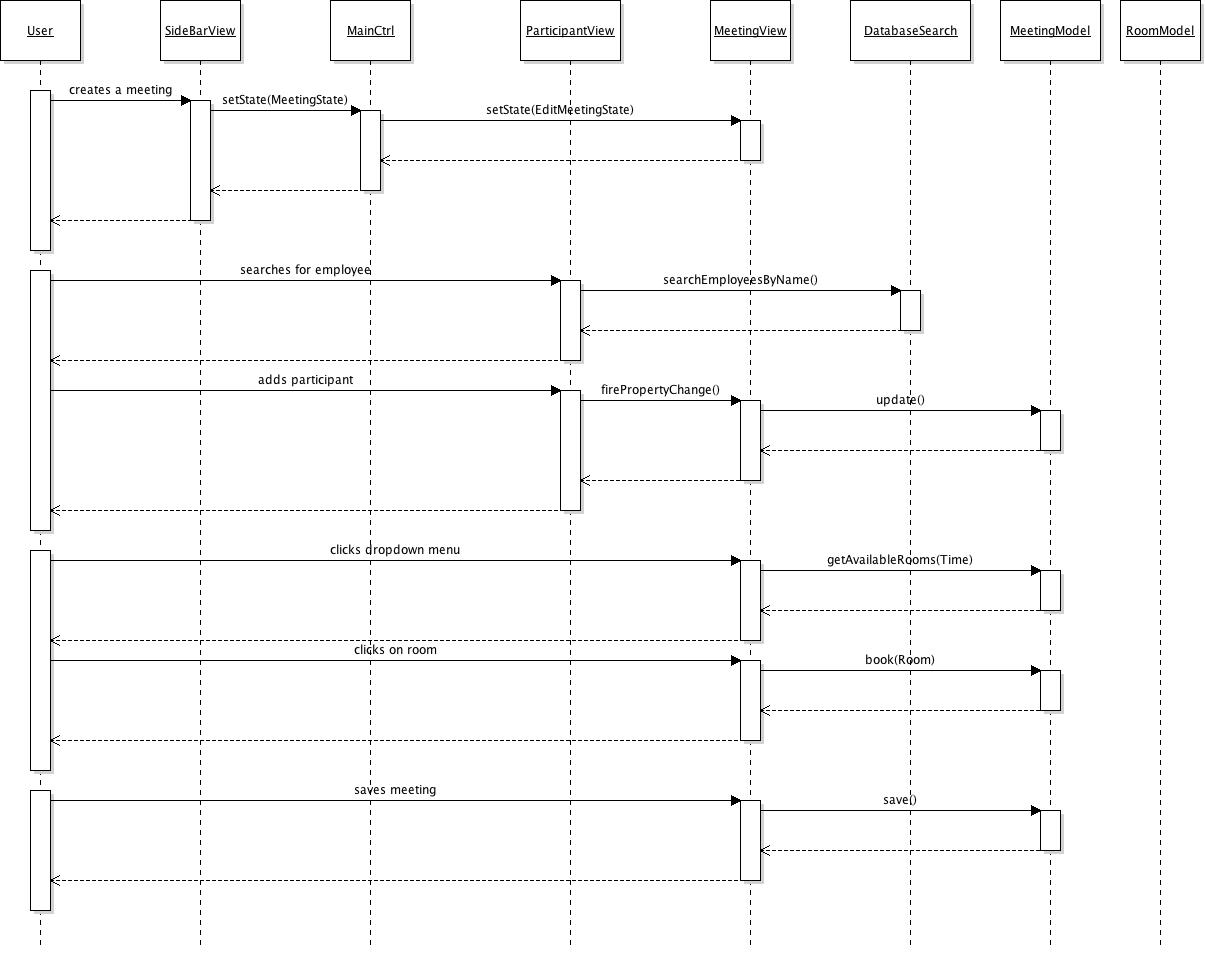 User
SideBarView
MainCtrl
ParticipantView
MeetingView
DatabaseSearch
MeetingModel
RoomModel
creates a meeting
setState(MeetingState)
setState(EditMeetingState)
searches for employee
searchEmployeesByName()
adds participant
firePropertyChange()
update()
clicks dropdown menu
getAvailableRooms(Time)
clicks on room
book(Room)
saves meeting
save()